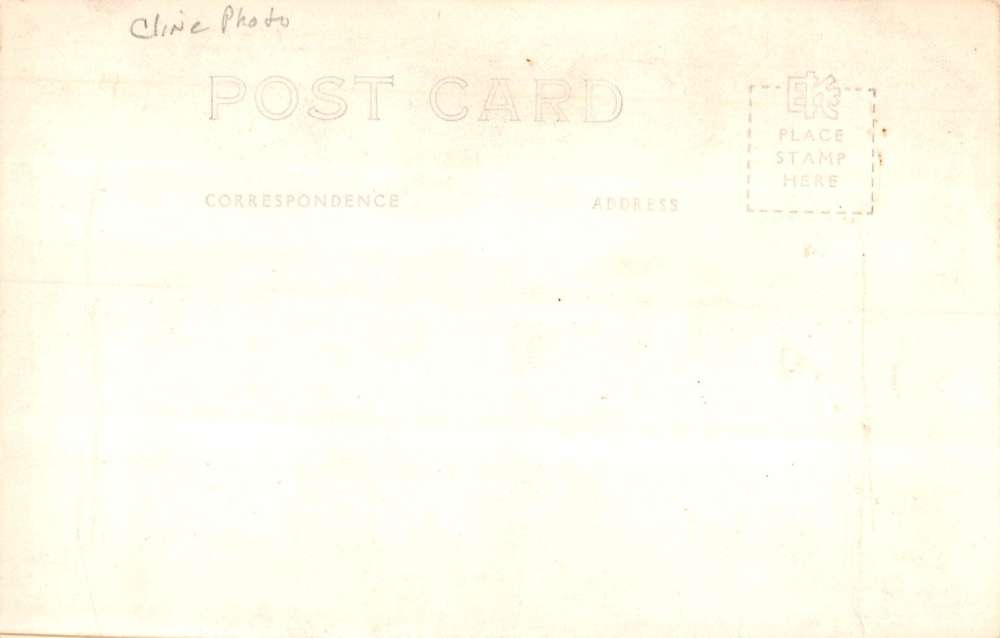 Cline Photo
POST CARD
EKC
PLACE
STAMP
HERE
CORRESPONDENCE
ADDRESS